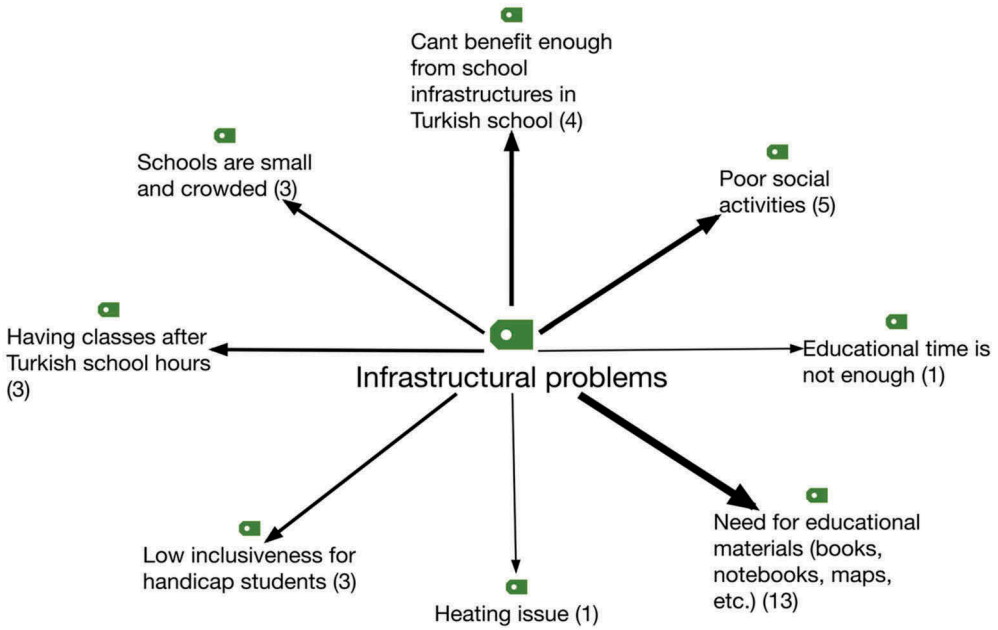 Cant benefit enough
from school
infrastructures in
Turkish school (4)
Schools are small
and crowded (3)
Poor social
activities (5)
Having classes after
Turkish school hours
(3)
Educational time is
not enough (1)
Infrastructural problems
Low inclusiveness for
handicap students (3)
Heating issue (1)
Need for educational
materials (books,
notebooks, maps,
etc.) (13)